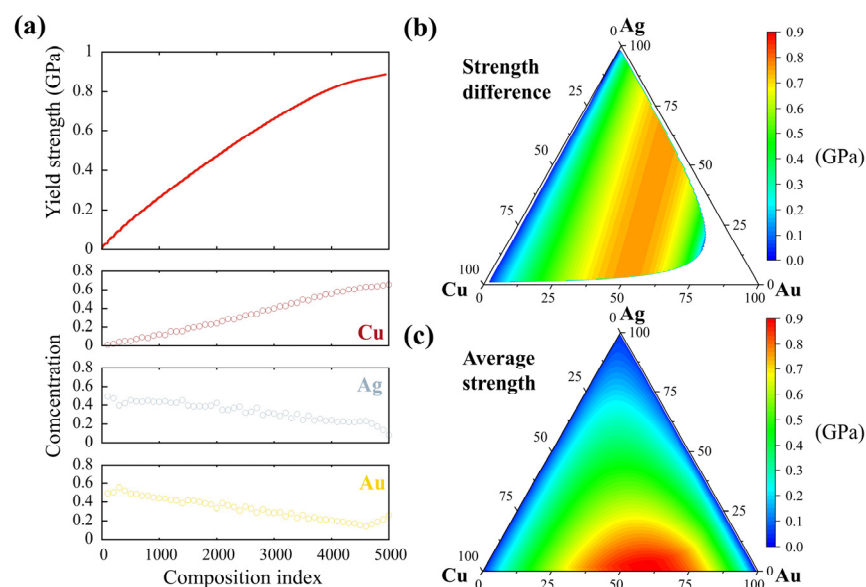 (a)
Yield strength (GPa)
1
0.8
0.6
0.4
0.2
0
0.8
0.6
0.4
0.2
0
Cu
Comcentration
0.8
0.6
0.4
0.2
0
Ag
0.8
0.6
0.4
0.2
0
Au
0 1000 2000 3000 4000 5000
Composition index
(b)
Strength
difference
Ag
0 100
25 75
50 50
75 25
100 0
Cu Au
0 25 50 75 100
0.9
0.8
0.7
0.6
0.5
0.4
0.3
0.2
0.1
0.0
(GPa)
(c)
Average
strength
Ag
0 100
25 75
50 50
75 25
100 0
Cu Au
0 25 50 75 100
0.9
0.8
0.7
0.6
0.5
0.4
0.3
0.2
0.1
0.0
(GPa)